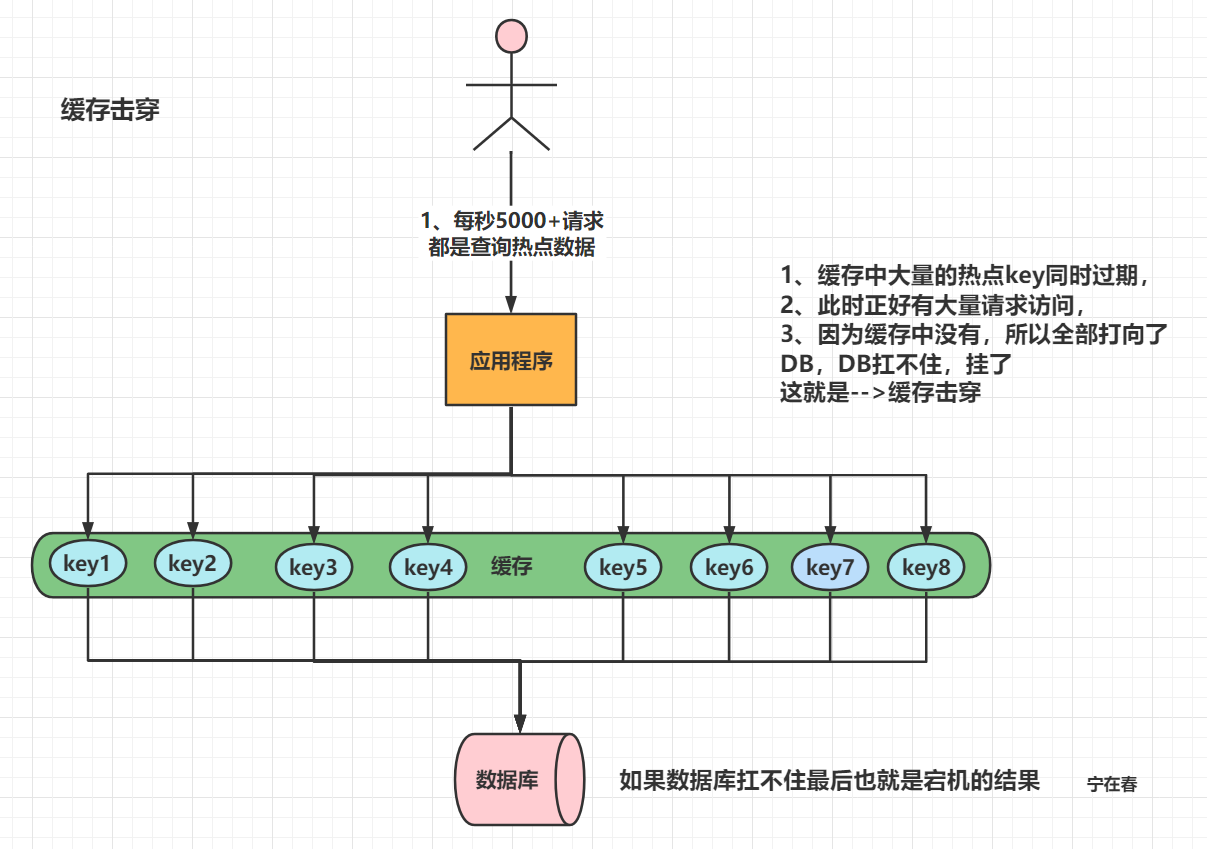 缓存击穿
1、每秒5000+请求
都是查询热点数据
1、缓存中大量的热点key同时过期，
2、此时正好有大量请求访问，
3、因为缓存中没有，所以全部打向了
DB，DB扛不住，挂了
这就是-->缓存击穿
应用程序
key1
key2
key3
key4
缓存
key5
key6
key7
key8
数据库
如果数据库扛不住最后也就是宕机的结果
宁在春